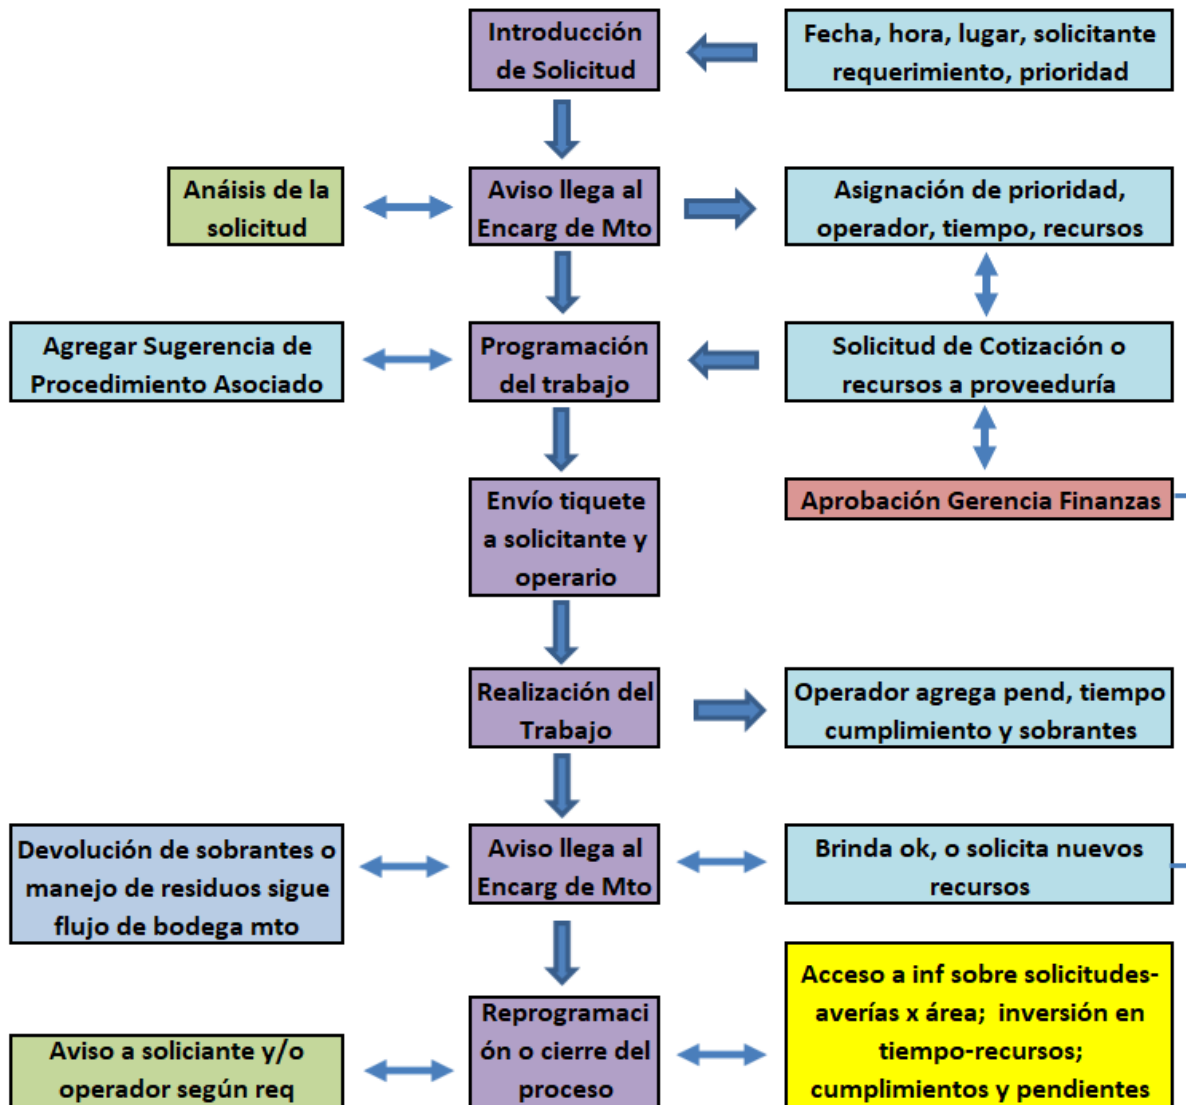 Introducción
de Solicitud
Fecha, hora, lugar, solicitante
requerimiento, prioridad
Anáisis de la
solicitud
Aviso llega al
Encarg de Mto
Asignación de prioridad,
operador, tiempo, recursos
Agregar Sugerencia de
Procedimiento Asociado
Programación
del trabajo
Solicitud de Cotización o
recursos a proveeduría
Envío tiquete
a solicitante y
operario
Aprobación Gerencia Finanzas
Realización del
Trabajo
Operador agrega pend, tiempo
cumplimiento y sobrantes
Devolución de sobrantes o
manejo de residuos sigue
flujo de bodega mto
Aviso llega al
Encarg de Mto
Brinda ok, o solicita nuevos
recursos
Aviso a soliciante y/o
operador según req
Reprogramaci
ón o cierre del
proceso
Acceso a inf sobre solicitudes-
averías x área; inversión en
tiempo-recursos;
cumplimientos y pendientes